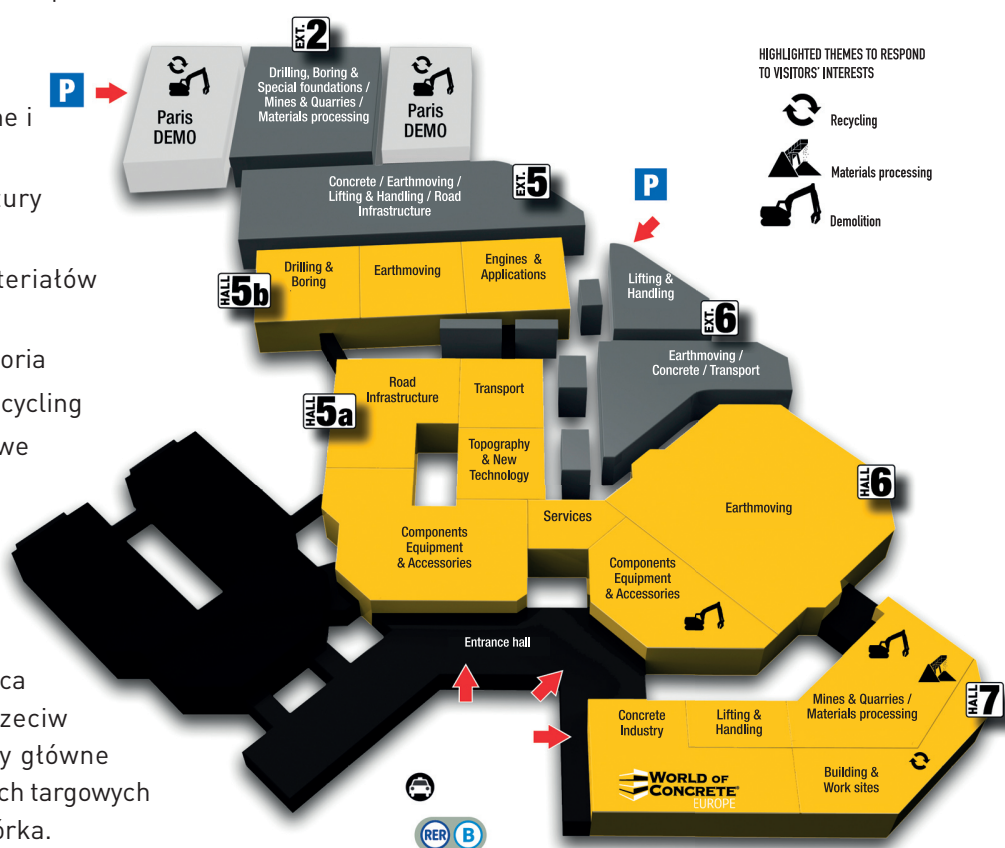 ne i
tury
teriałów
oria
cycling
we
ca
rzeciw
y główne
ch targowych
órka.
EXT. 2
P
Paris
DEMO
Drilling, Boring &
Special foundations /
Mines & Quarries /
Materials processing
Paris
DEMO
HIGHLIGHTED THEMES TO RESPOND
TO VISITORS' INTERESTS
Recycling
Materials processing
Demolition
Concrete / Earthmoving /
Lifting & Handling / Road
Infrastructure
EXT. 5
P
HALL 5b
Drilling &
Boring
Earthmoving
Engines &
Applications
Lifting &
Handling
EXT. 6
Earthmoving /
Concrete / Transport
HALL 5a
Road
Infrastructure
Transport
Topography
& New
Technology
Components
Equipment
& Accessories
Services
HALL 6
Earthmoving
Components
Equipment
& Accessories
Entrance hall
HALL 7
Mines & Quarries /
Materials processing
Concrete
Industry
Lifting &
Handling
WORLD OF
CONCRETE
EUROPE
Building &
Work sites
RER B